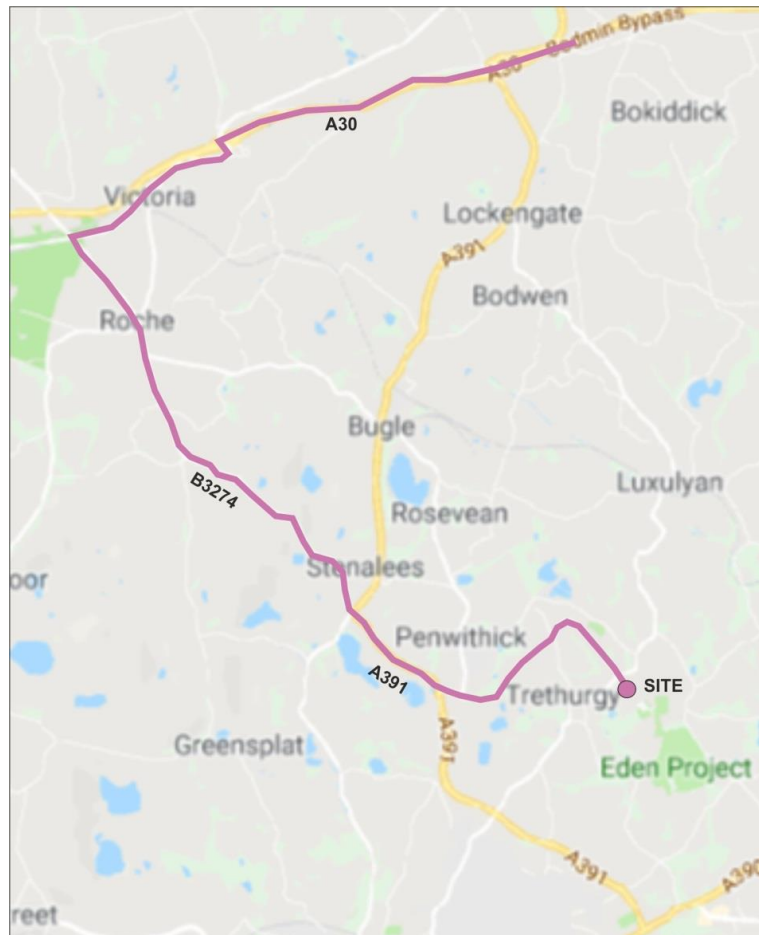 Bodmin Bypass
A30
Bokiddick
A30
Victoria
Lockengate
A391
Bodwen
Roche
Bugle
Luxulyan
B3274
Rosevean
Stenalees
oor
Penwithick
A391
SITE
Trethurgy
A391
Greensplat
Eden Project
A391
A390
reet